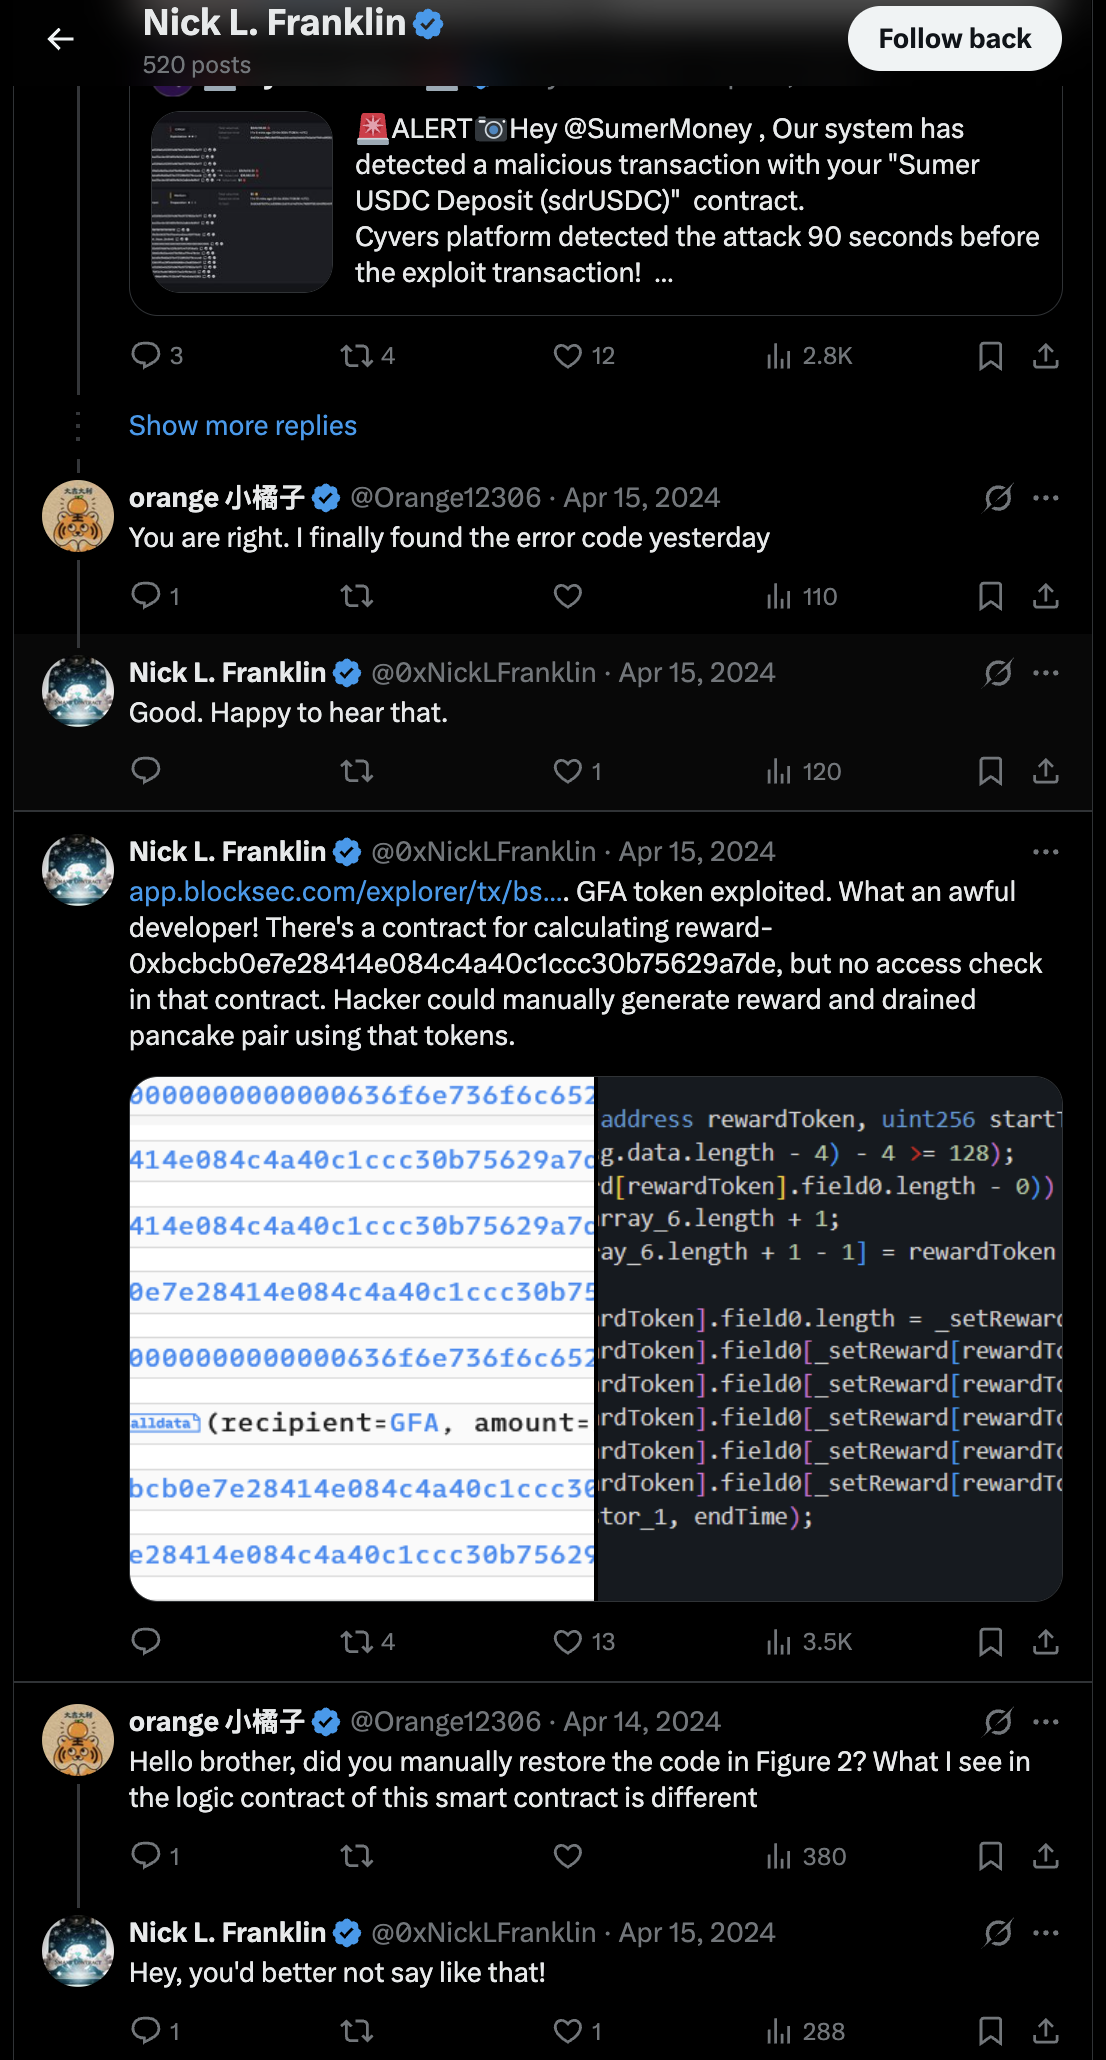 Nick L. Franklin
520 posts
Follow back
🚨ALERT📷Hey @SumerMoney , Our system has
detected a malicious transaction with your "Sumer
USDC Deposit (sdrUSDC)" contract.
Cyvers platform detected the attack 90 seconds before
the exploit transaction! ...
3 4 12 2.8K
Show more replies
orange 小橘子 @Orange12306 · Apr 15, 2024
You are right. I finally found the error code yesterday
1 110
Nick L. Franklin @0xNickLFranklin · Apr 15, 2024
Good. Happy to hear that.
1 120
Nick L. Franklin @0xNickLFranklin · Apr 15, 2024
app.blocksec.com/explorer/tx/bs…. GFA token exploited. What an awful
developer! There's a contract for calculating reward-
0xbcbcb0e7e28414e084c4a40c1ccc30b75629a7de, but no access check
in that contract. Hacker could manually generate reward and drained
pancake pair using that tokens.
0000000000000636f6e736f6c652
414e084c4a40c1ccc30b75629a7d
414e084c4a40c1ccc30b75629a7d
0e7e28414e084c4a40c1ccc30b75
0000000000000636f6e736f6c652
alldata (recipient=GFA, amount=
bcb0e7e28414e084c4a40c1ccc30
e28414e084c4a40c1ccc30b75629
address rewardToken, uint256 startT
g.data.length - 4) - 4 >= 128);
d[rewardToken].field0.length - 0))
rray_6.length + 1;
ay_6.length + 1 - 1] = rewardToken
rdToken].field0.length = _setReward
rdToken].field0[_setReward[rewardTo
rdToken].field0[_setReward[rewardTo
rdToken].field0[_setReward[rewardTo
rdToken].field0[_setReward[rewardTo
rdToken].field0[_setReward[rewardTo
tor_1, endTime);
4 13 3.5K
orange 小橘子 @Orange12306 · Apr 14, 2024
Hello brother, did you manually restore the code in Figure 2? What I see in
the logic contract of this smart contract is different
1 380
Nick L. Franklin @0xNickLFranklin · Apr 15, 2024
Hey, you'd better not say like that!
1 1 288